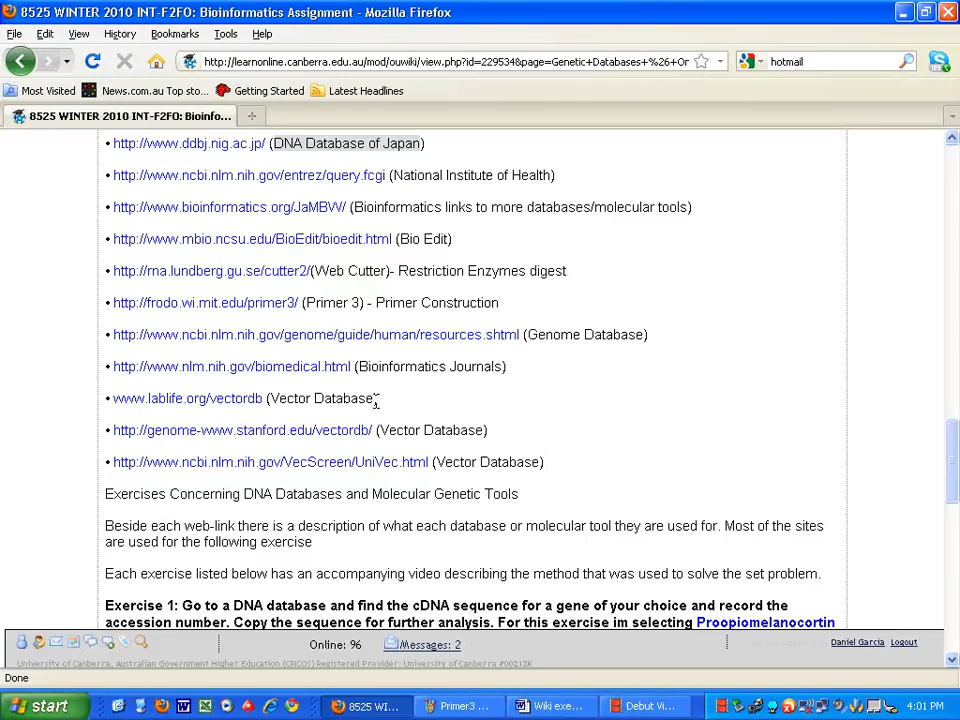 8525 WINTER 2010 INT-F2FO: Bioinformatics Assignment - Mozilla Firefox
File Edit View History Bookmarks Tools Help
http://learnonline.canberra.edu.au/mod/ouwiki/view.php?id=229534&page=Genetic+Databases+%26+Or hotmail
Most Visited News.com.au Top sto... Getting Started Latest Headlines
8525 WINTER 2010 INT-F2FO: Bioinfo...
• http://www.ddbj.nig.ac.jp/ (DNA Database of Japan)
• http://www.ncbi.nlm.nih.gov/entrez/query.fcgi (National Institute of Health)
• http://www.bioinformatics.org/JaMBW/ (Bioinformatics links to more databases/molecular tools)
• http://www.mbio.ncsu.edu/BioEdit/bioedit.html (Bio Edit)
• http://rna.lundberg.gu.se/cutter2/(Web Cutter)- Restriction Enzymes digest
• http://frodo.wi.mit.edu/primer3/ (Primer 3) - Primer Construction
• http://www.ncbi.nlm.nih.gov/genome/guide/human/resources.shtml (Genome Database)
• http://www.nlm.nih.gov/biomedical.html (Bioinformatics Journals)
• www.lablife.org/vectordb (Vector Database)
• http://genome-www.stanford.edu/vectordb/ (Vector Database)
• http://www.ncbi.nlm.nih.gov/VecScreen/UniVec.html (Vector Database)
Exercises Concerning DNA Databases and Molecular Genetic Tools
Beside each web-link there is a description of what each database or molecular tool they are used for. Most of the sites
are used for the following exercise
Each exercise listed below has an accompanying video describing the method that was used to solve the set problem.
Exercise 1: Go to a DNA database and find the cDNA sequence for a gene of your choice and record the
accession number. Copy the sequence for further analysis. For this exercise im selecting Proopiomelanocortin
Online: 96 Messages: 2 Daniel Garcia Logout
University of Canberra, Australian Government Higher Education (CRICOS) Registered Provider: University of Canberra #00212K
Done
start 8525 WI... Primer3 ... Wiki exe... Debut Vi... 4:01 PM